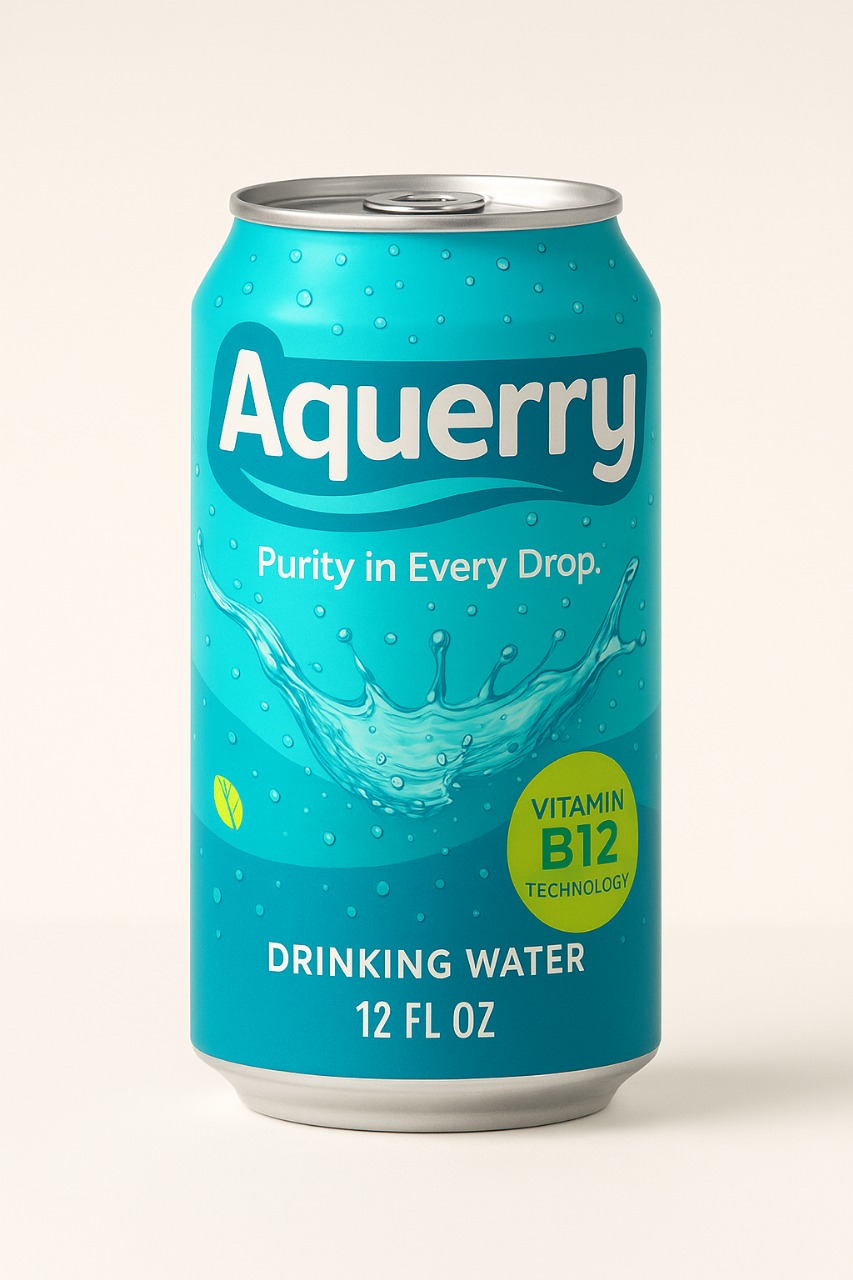 Aquerry
Purity in Every Drop.
VITAMIN
B12
TECHNOLOGY
DRINKING WATER
12 FL OZ